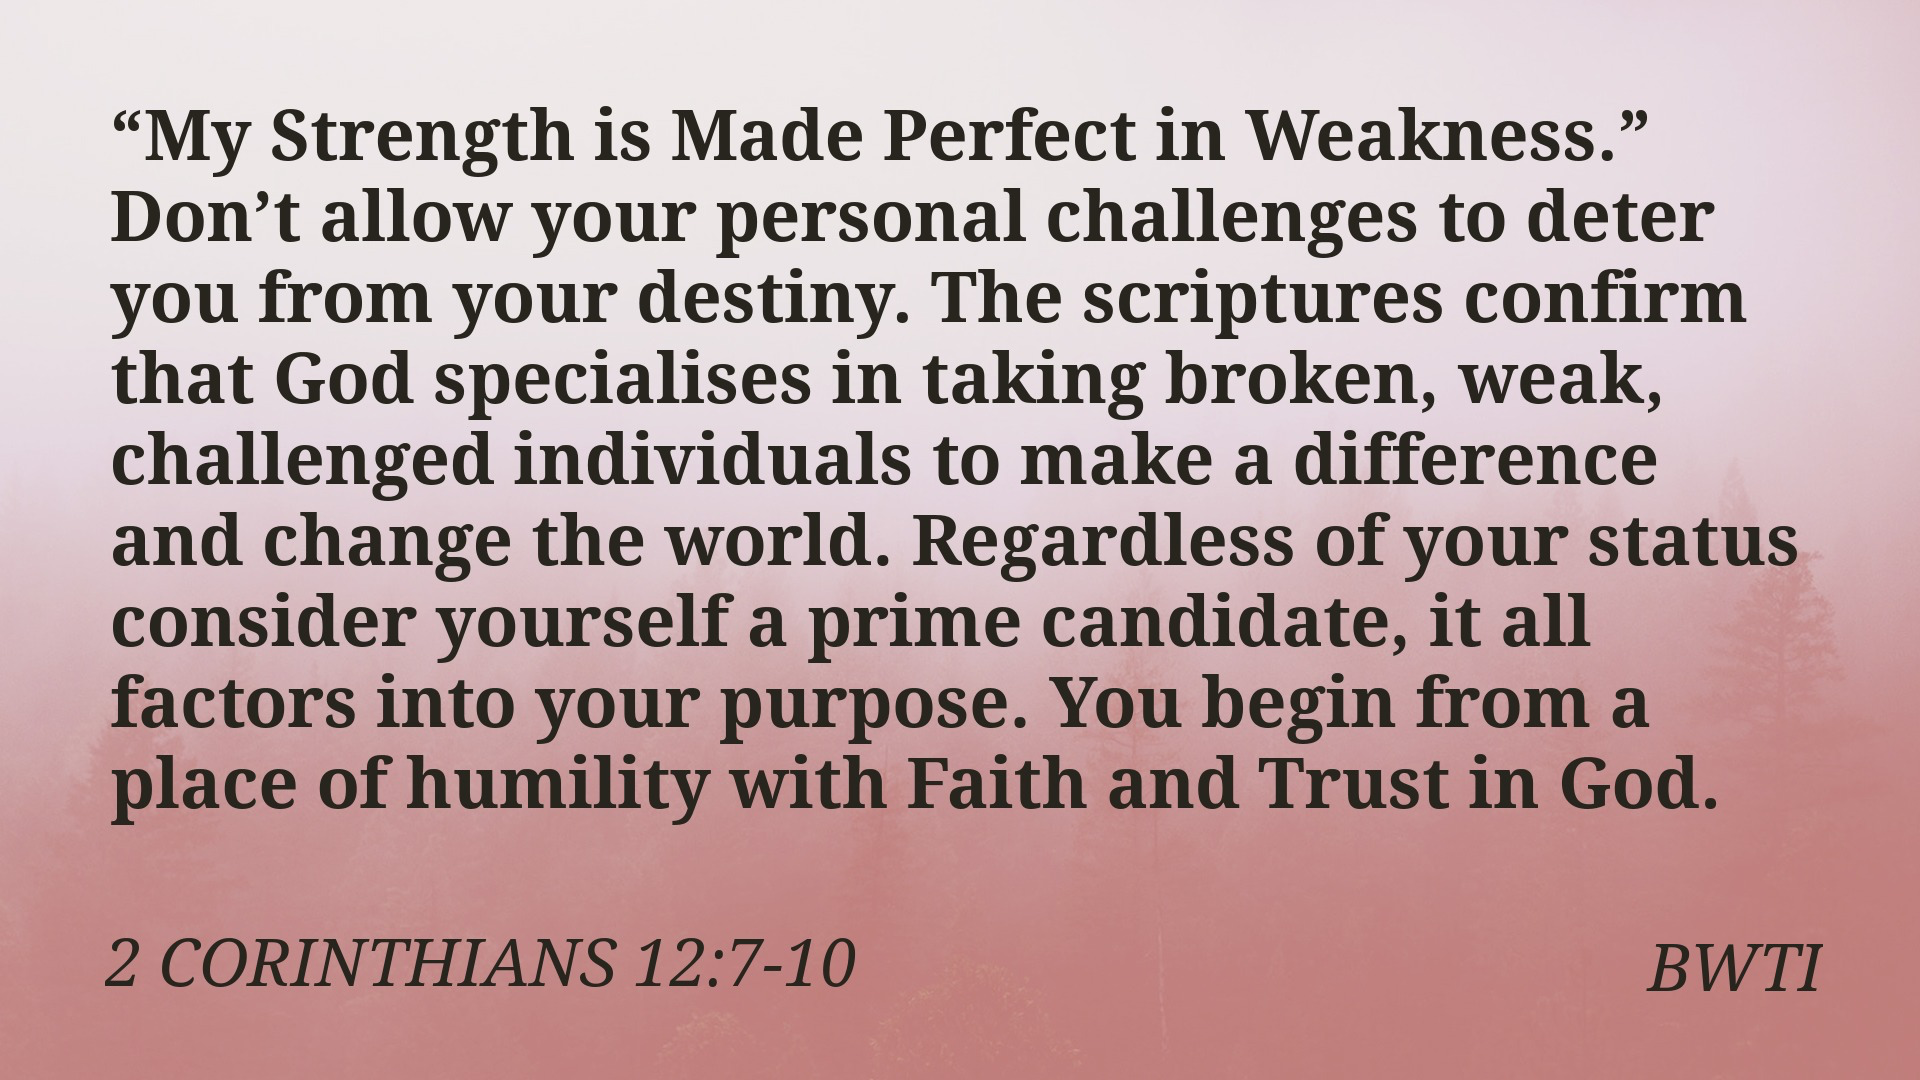 “My Strength is Made Perfect in Weakness.”
Don’t allow your personal challenges to deter
you from your destiny. The scriptures confirm
that God specialises in taking broken, weak,
challenged individuals to make a difference
and change the world. Regardless of your status
consider yourself a prime candidate, it all
factors into your purpose. You begin from a
place of humility with Faith and Trust in God.
2 CORINTHIANS 12:7-10
BWTI